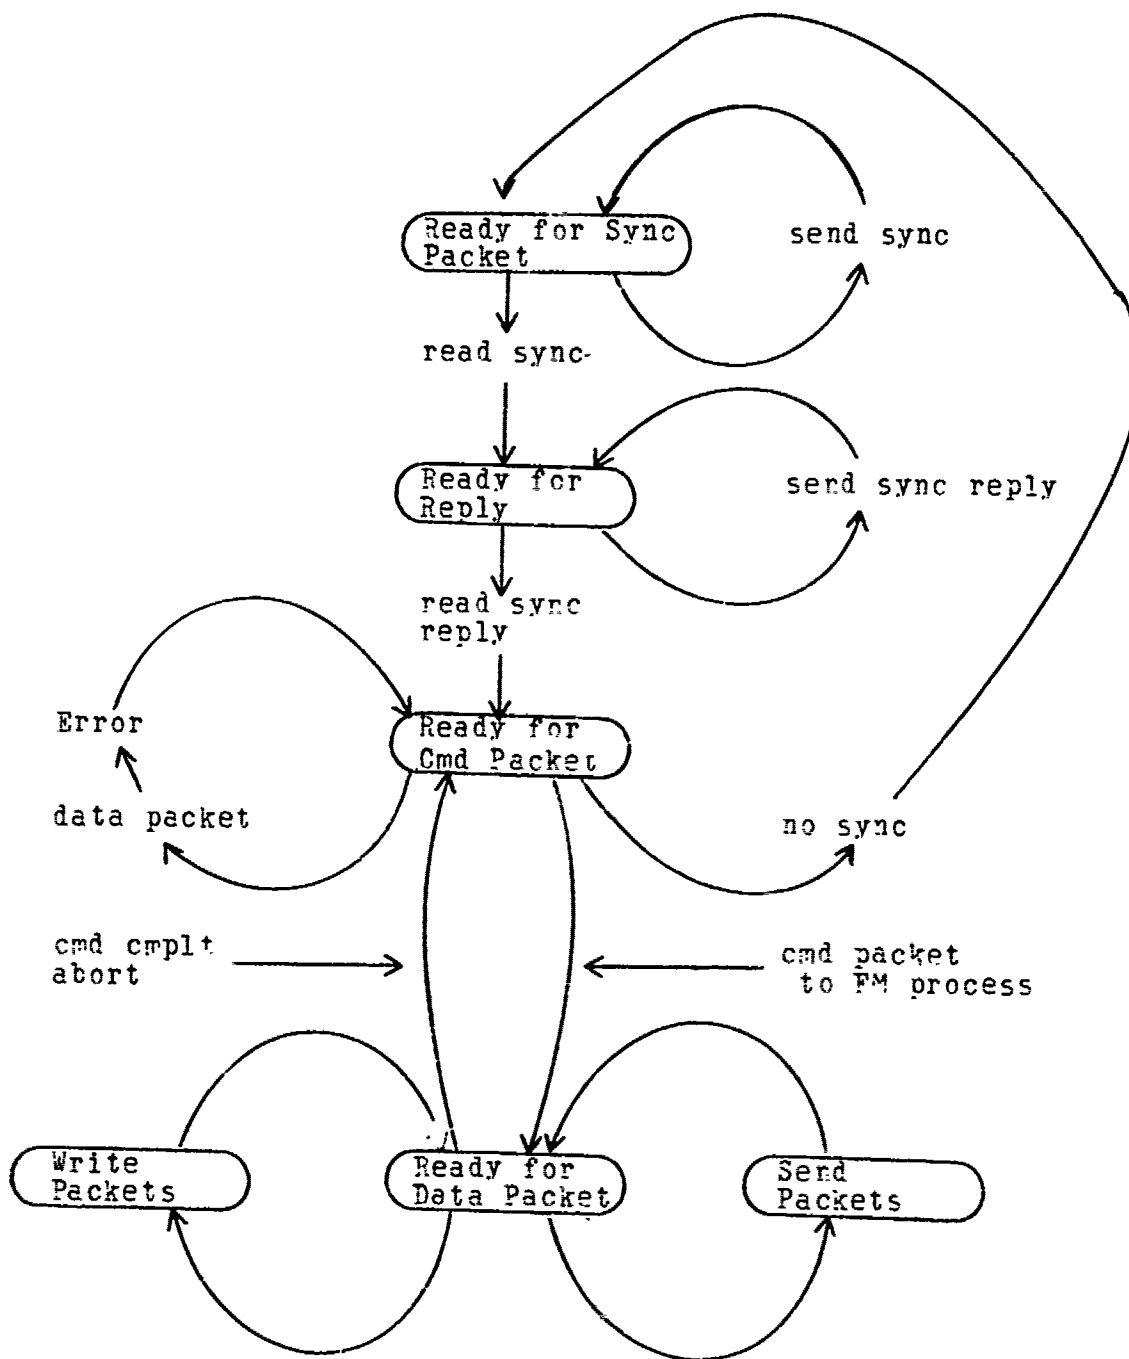 Ready for Sync
Packet
send sync
read sync
Ready for
Reply
send sync reply
read sync
reply
Error
Ready for
Cmd Packet
data packet
no sync
cmd cmplt
abort
cmd packet
to FM process
Write
Packets
Ready for
Data Packet
Send
Packets